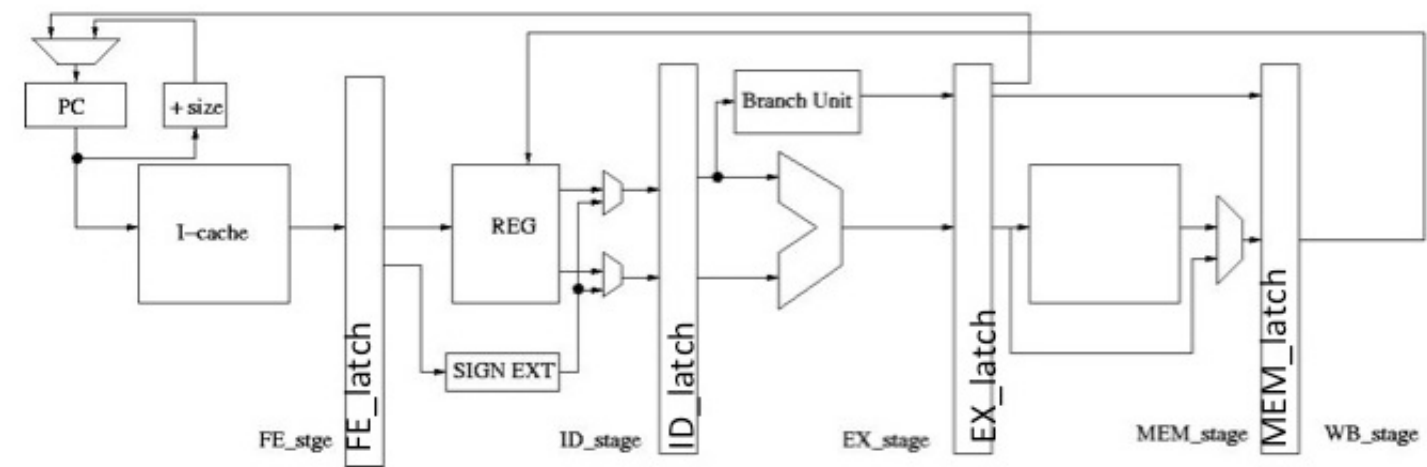 PC
+ size
Branch Unit
I-cache
REG
SIGN EXT
FE_latch
ID_latch
EX_latch
MEM_latch
FE_stge
ID_stage
EX_stage
MEM_stage
WB_stage